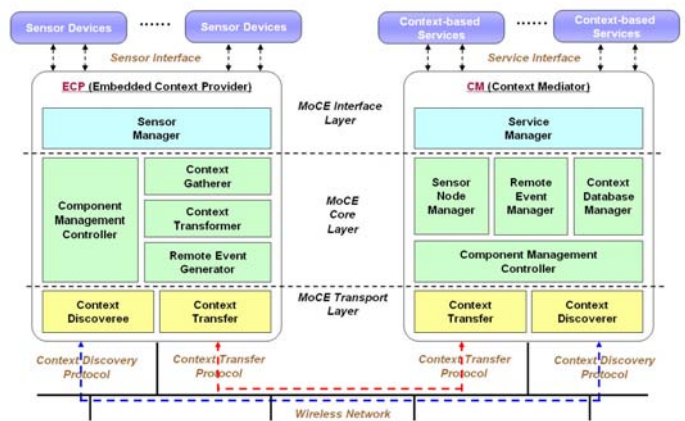 Sensor Devices
......
Sensor Devices
Context-based
Services
......
Context-based
Services
Sensor Interface
Service Interface
ECP (Embedded Context Provider)
Sensor
Manager
Component
Management
Controller
Context
Gatherer
Context
Transformer
Remote Event
Generator
Context
Discoveree
Context
Transfer
MoCE Interface
Layer
MoCE
Core
Layer
MoCE Transport
Layer
CM (Context Mediator)
Service
Manager
Sensor
Node
Manager
Remote
Event
Manager
Context
Database
Manager
Component Management
Controller
Context
Transfer
Context
Discoverer
Context Discovery
Protocol
Context Transfer
Protocol
Context Transfer
Protocol
Context Discovery
Protocol
Wireless Network